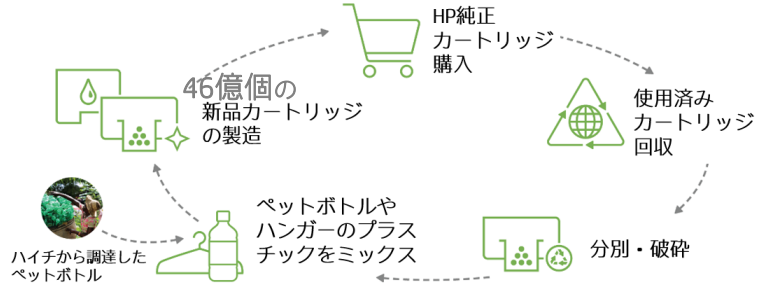 HP純正
カートリッジ
購入
使用済み
カートリッジ
回収
分別・破砕
ペットボトルや
ハンガーのプラス
チックをミックス
ハイチから調達した
ペットボトル
46億個の
新品カートリッジ
の製造